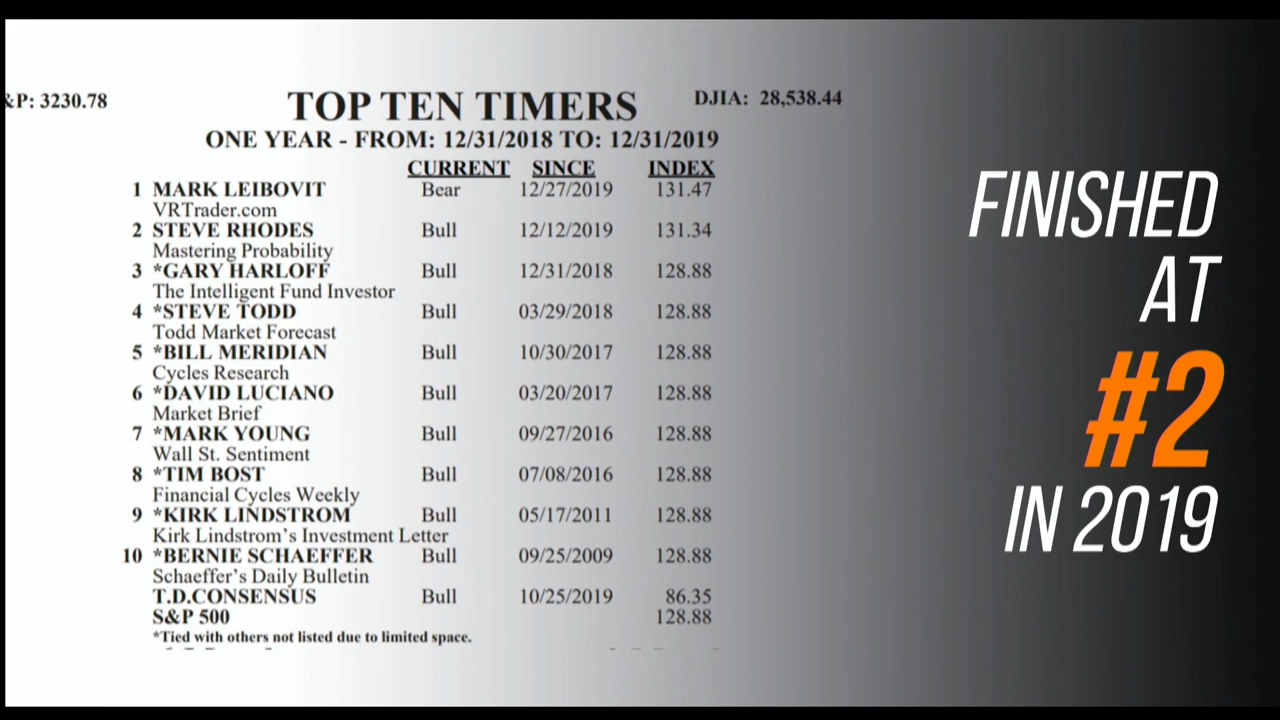 &P: 3230.78
TOP TEN TIMERS
DJIA: 28,538.44
ONE YEAR - FROM: 12/31/2018 TO: 12/31/2019
CURRENT SINCE INDEX
1 MARK LEIBOVIT Bear 12/27/2019 131.47
VRTrader.com
2 STEVE RHODES Bull 12/12/2019 131.34
Mastering Probability
3 *GARY HARLOFF Bull 12/31/2018 128.88
The Intelligent Fund Investor
4 *STEVE TODD Bull 03/29/2018 128.88
Todd Market Forecast
5 *BILL MERIDIAN Bull 10/30/2017 128.88
Cycles Research
6 *DAVID LUCIANO Bull 03/20/2017 128.88
Market Brief
7 *MARK YOUNG Bull 09/27/2016 128.88
Wall St. Sentiment
8 *TIM BOST Bull 07/08/2016 128.88
Financial Cycles Weekly
9 *KIRK LINDSTROM Bull 05/17/2011 128.88
Kirk Lindstrom's Investment Letter
10 *BERNIE SCHAEFFER Bull 09/25/2009 128.88
Schaeffer's Daily Bulletin
T.D.CONSENSUS Bull 10/25/2019 86.35
S&P 500 128.88
*Tied with others not listed due to limited space.
FINISHED
AT
#2
IN 2019